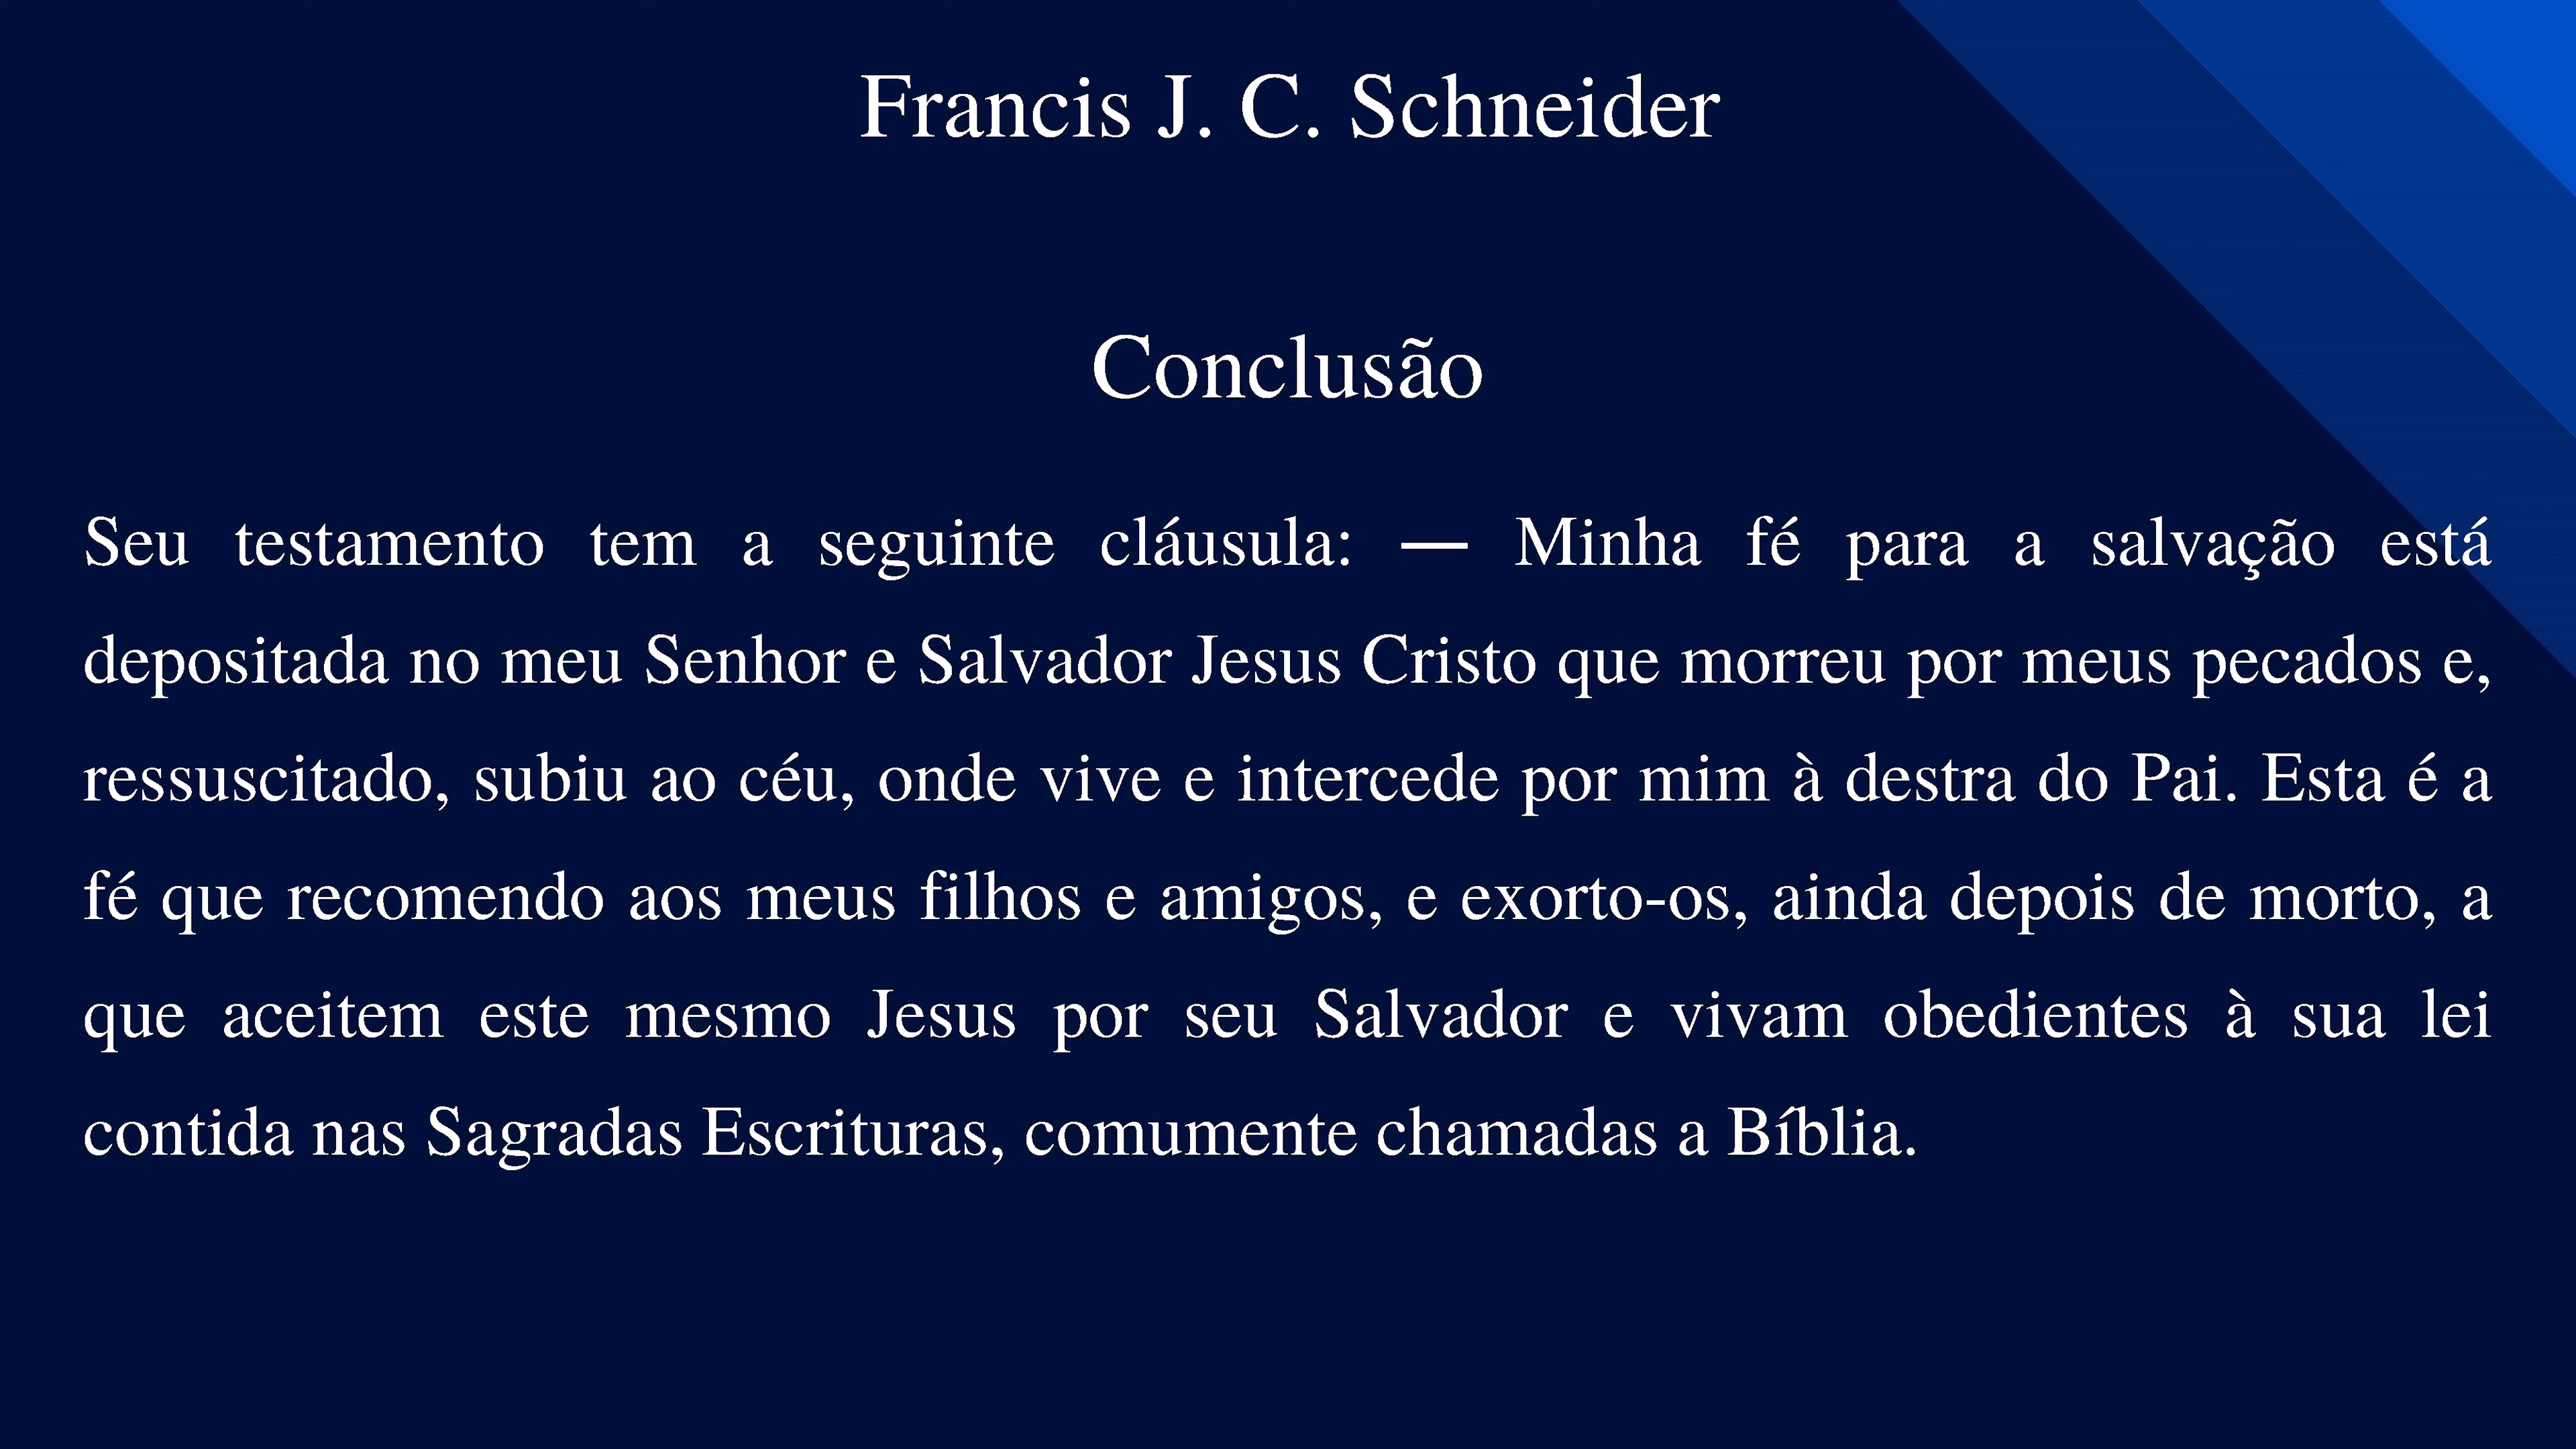 Francis J. C. Schneider
Conclusão
Seu testamento tem a seguinte cláusula: — Minha fé para a salvação está
depositada no meu Senhor e Salvador Jesus Cristo que morreu por meus pecados e,
ressuscitado, subiu ao céu, onde vive e intercede por mim à destra do Pai. Esta é a
fé que recomendo aos meus filhos e amigos, e exorto-os, ainda depois de morto, a
que aceitem este mesmo Jesus por seu Salvador e vivam obedientes à sua lei
contida nas Sagradas Escrituras, comumente chamadas a Bíblia.